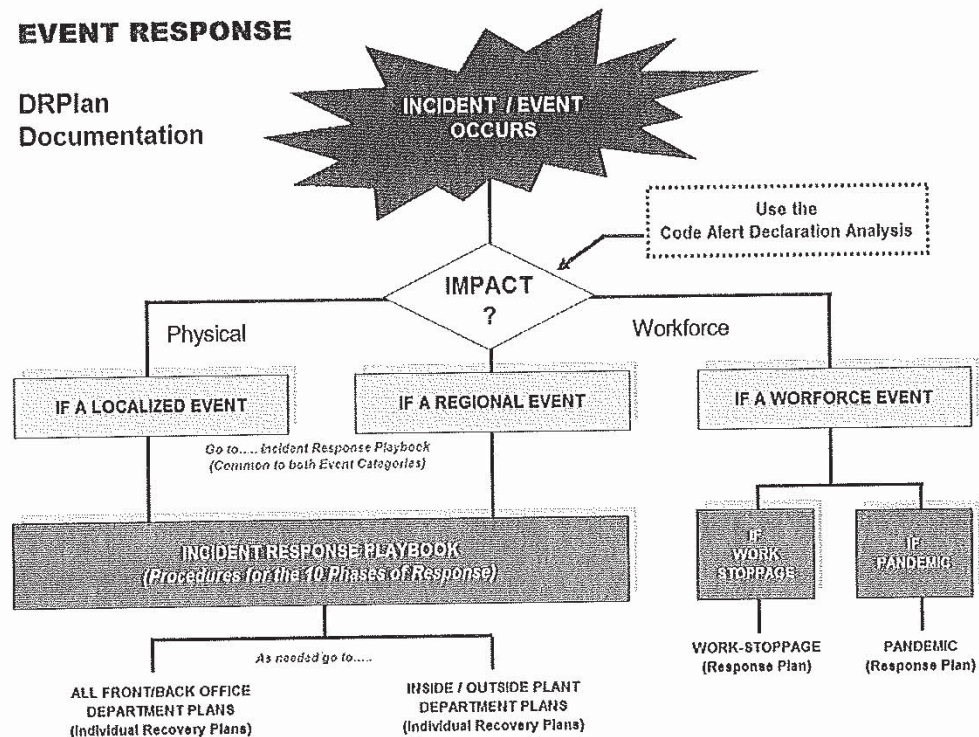 EVENT RESPONSE
DRPlan
Documentation
INCIDENT / EVENT
OCCURS
Use the
Code Alert Declaration Analysis
IMPACT
?
Physical
Workforce
IF A LOCALIZED EVENT
IF A REGIONAL EVENT
IF A WORFORCE EVENT
Go to..... Incident Response Playbook
(Common to both Event Categories)
INCIDENT RESPONSE PLAYBOOK
(Procedures for the 10 Phases of Response)
IF
WORK
STOPPAGE
IF
PANDEMIC
As needed go to.....
WORK-STOPPAGE
(Response Plan)
PANDEMIC
(Response Plan)
ALL FRONT/BACK OFFICE
DEPARTMENT PLANS
(Individual Recovery Plans)
INSIDE / OUTSIDE PLANT
DEPARTMENT PLANS
(Individual Recovery Plans)